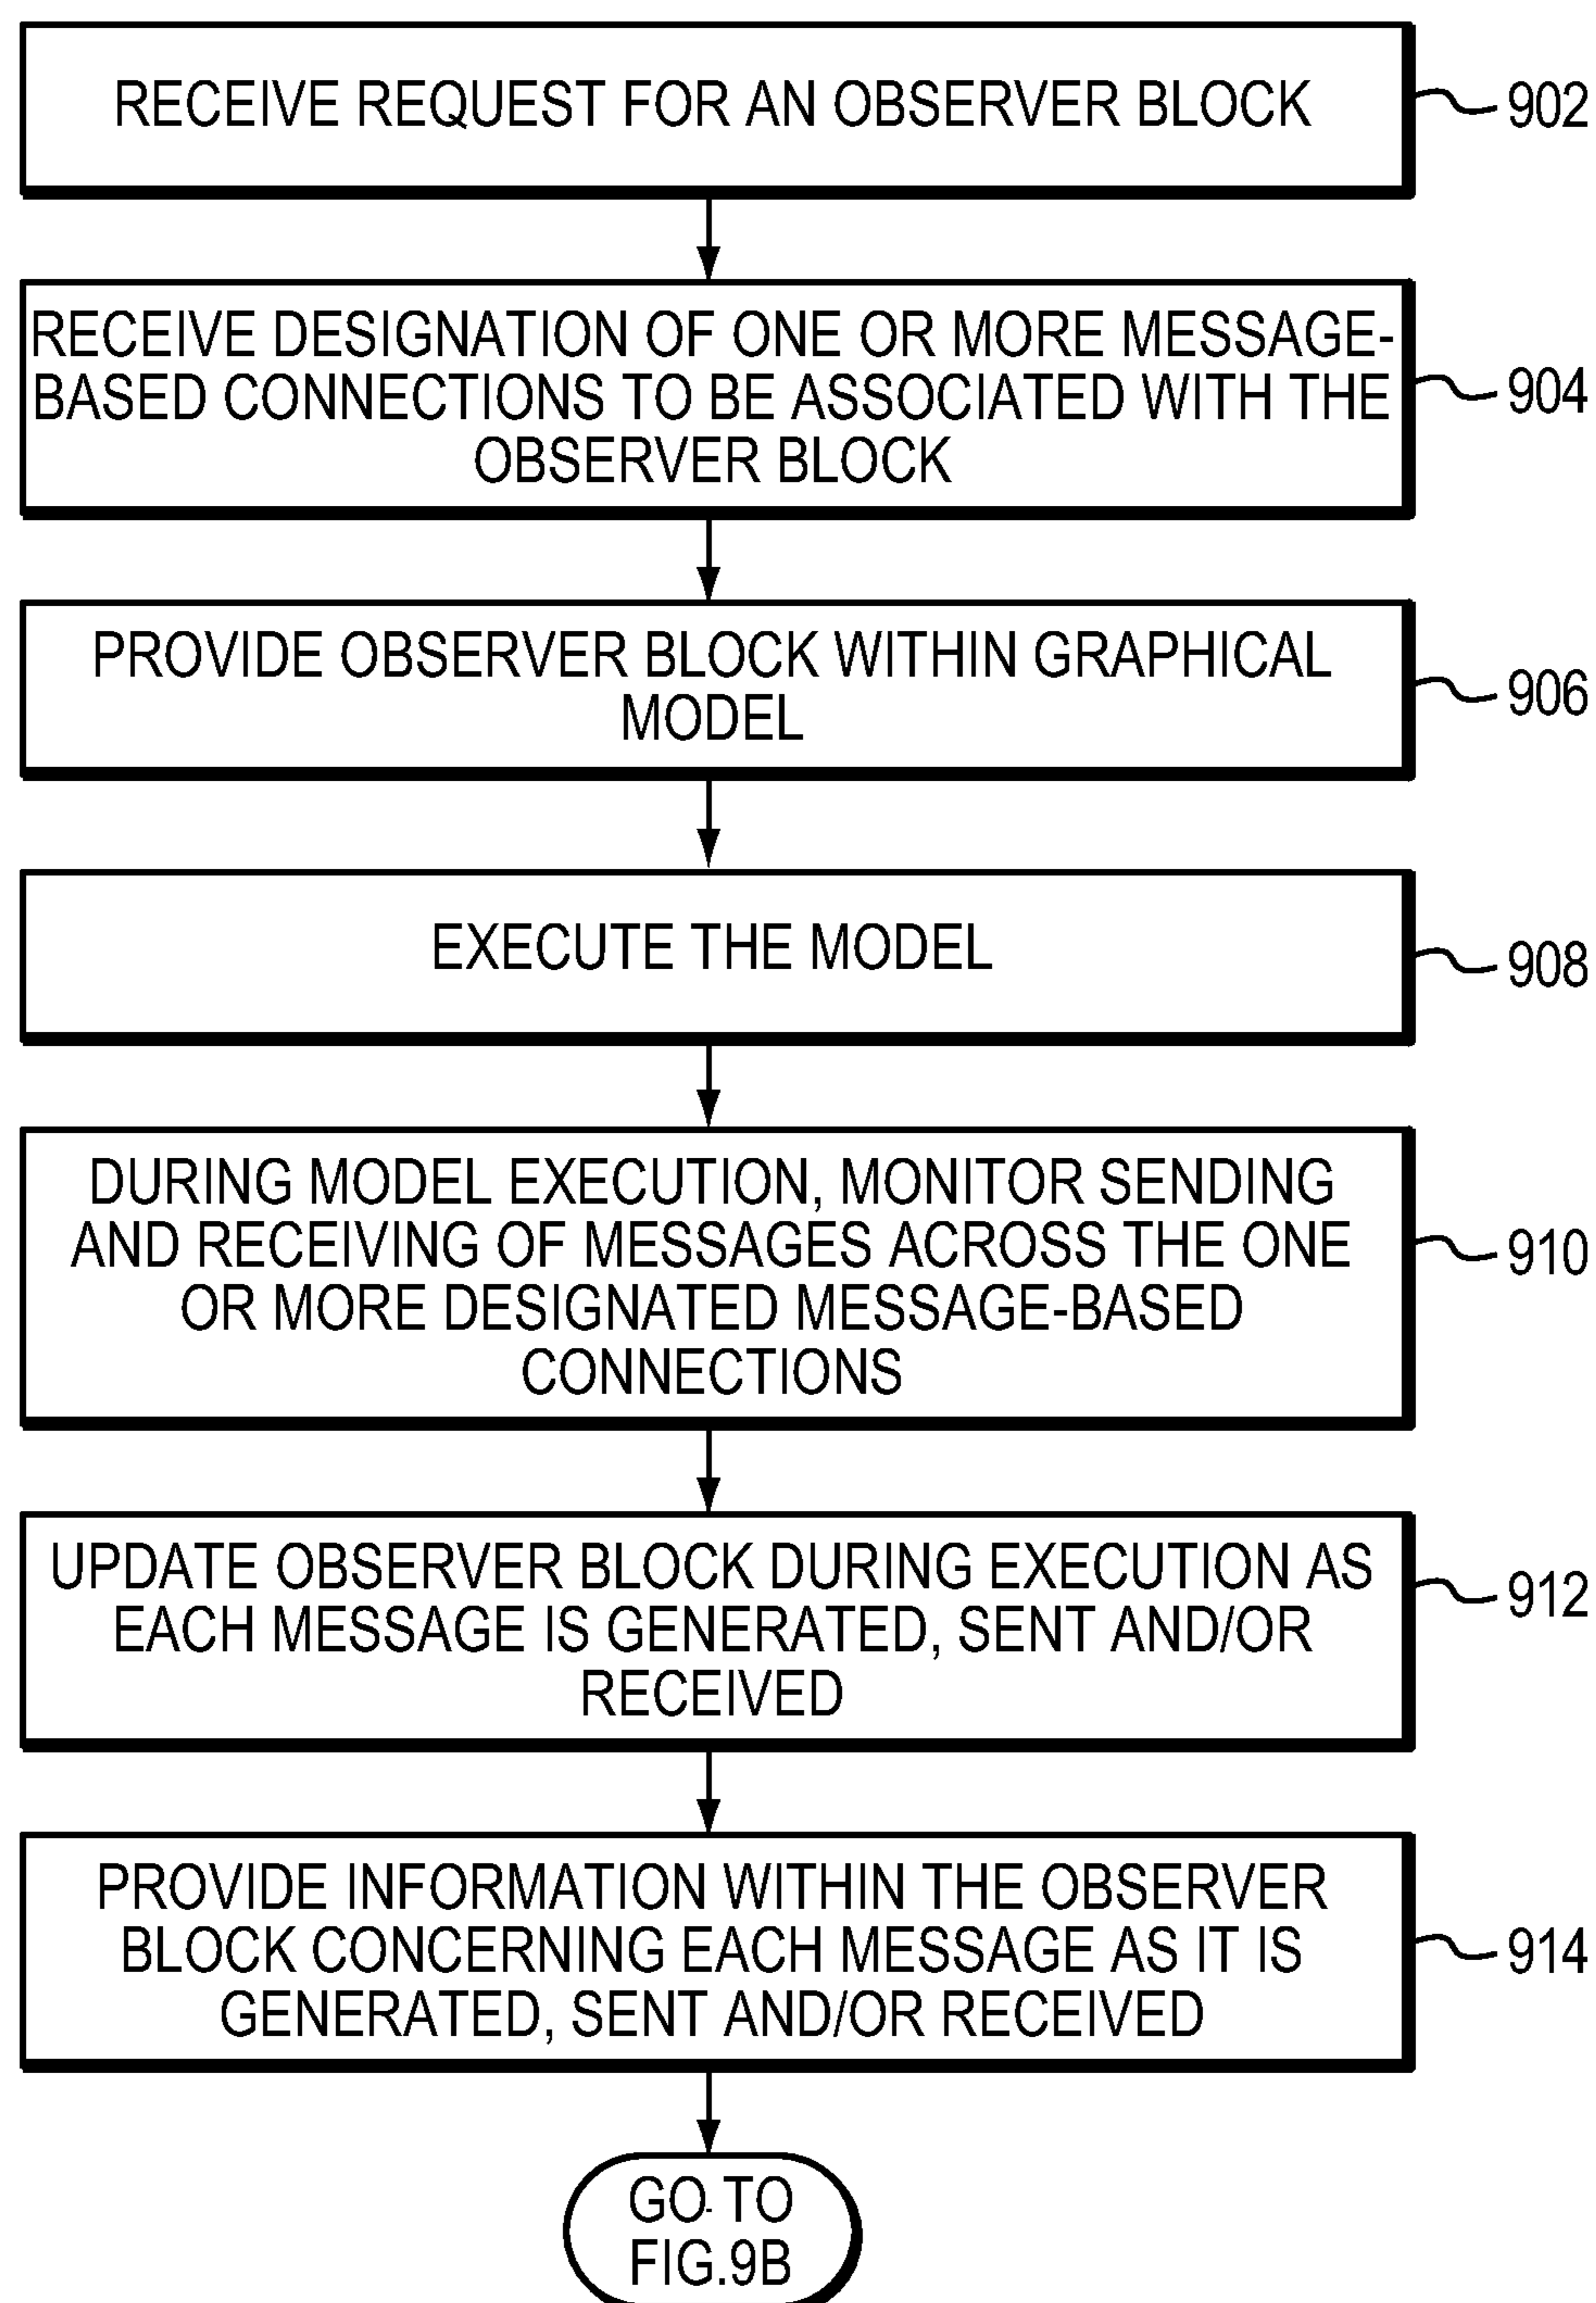 RECEIVE REQUEST FOR AN OBSERVER BLOCK
902
RECEIVE DESIGNATION OF ONE OR MORE MESSAGE-
BASED CONNECTIONS TO BE ASSOCIATED WITH THE
OBSERVER BLOCK
904
PROVIDE OBSERVER BLOCK WITHIN GRAPHICAL
MODEL
906
EXECUTE THE MODEL
908
DURING MODEL EXECUTION, MONITOR SENDING
AND RECEIVING OF MESSAGES ACROSS THE ONE
OR MORE DESIGNATED MESSAGE-BASED
CONNECTIONS
910
UPDATE OBSERVER BLOCK DURING EXECUTION AS
EACH MESSAGE IS GENERATED, SENT AND/OR
RECEIVED
912
PROVIDE INFORMATION WITHIN THE OBSERVER
BLOCK CONCERNING EACH MESSAGE AS IT IS
GENERATED, SENT AND/OR RECEIVED
914
GO TO
FIG.9B